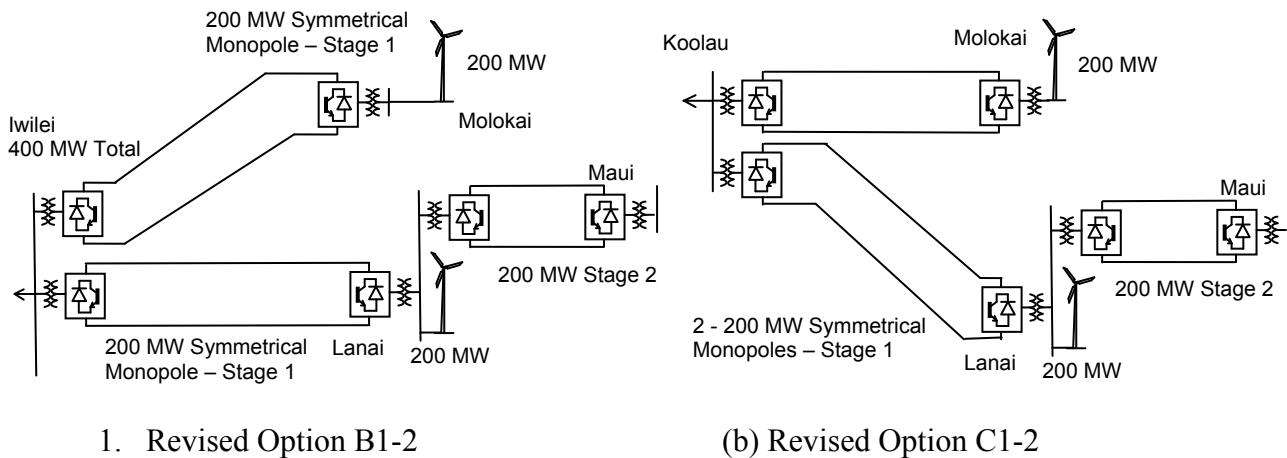 200 MW Symmetrical
Monopole – Stage 1
200 MW
Molokai
Iwilei
400 MW Total
Maui
200 MW Stage 2
200 MW Symmetrical
Monopole – Stage 1
Lanai
200 MW
Koolau
Molokai
200 MW
Maui
200 MW Stage 2
2 - 200 MW Symmetrical
Monopoles – Stage 1
Lanai
200 MW
1. Revised Option B1-2
(b) Revised Option C1-2